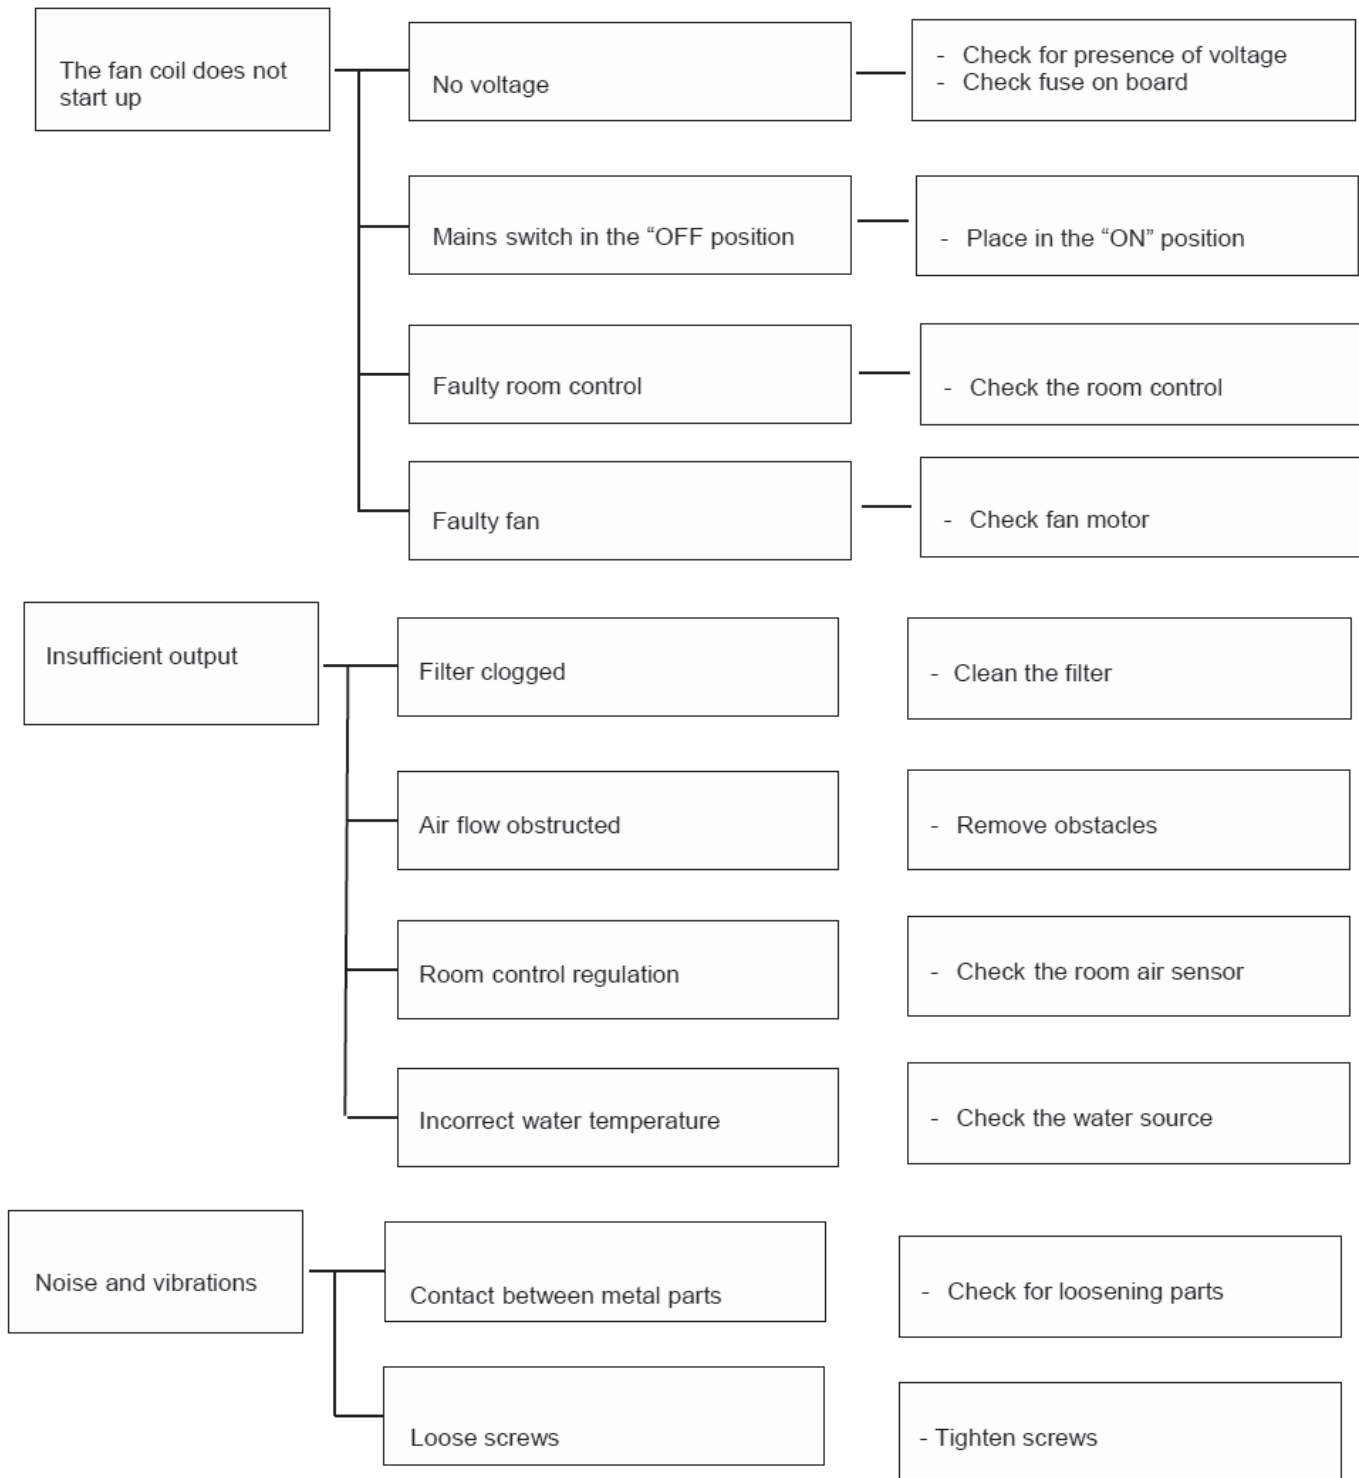 The fan coil does not
start up
No voltage
- Check for presence of voltage
- Check fuse on board
Mains switch in the “OFF position
- Place in the “ON” position
Faulty room control
- Check the room control
Faulty fan
- Check fan motor
Insufficient output
Filter clogged
- Clean the filter
Air flow obstructed
- Remove obstacles
Room control regulation
- Check the room air sensor
Incorrect water temperature
- Check the water source
Noise and vibrations
Contact between metal parts
- Check for loosening parts
Loose screws
- Tighten screws